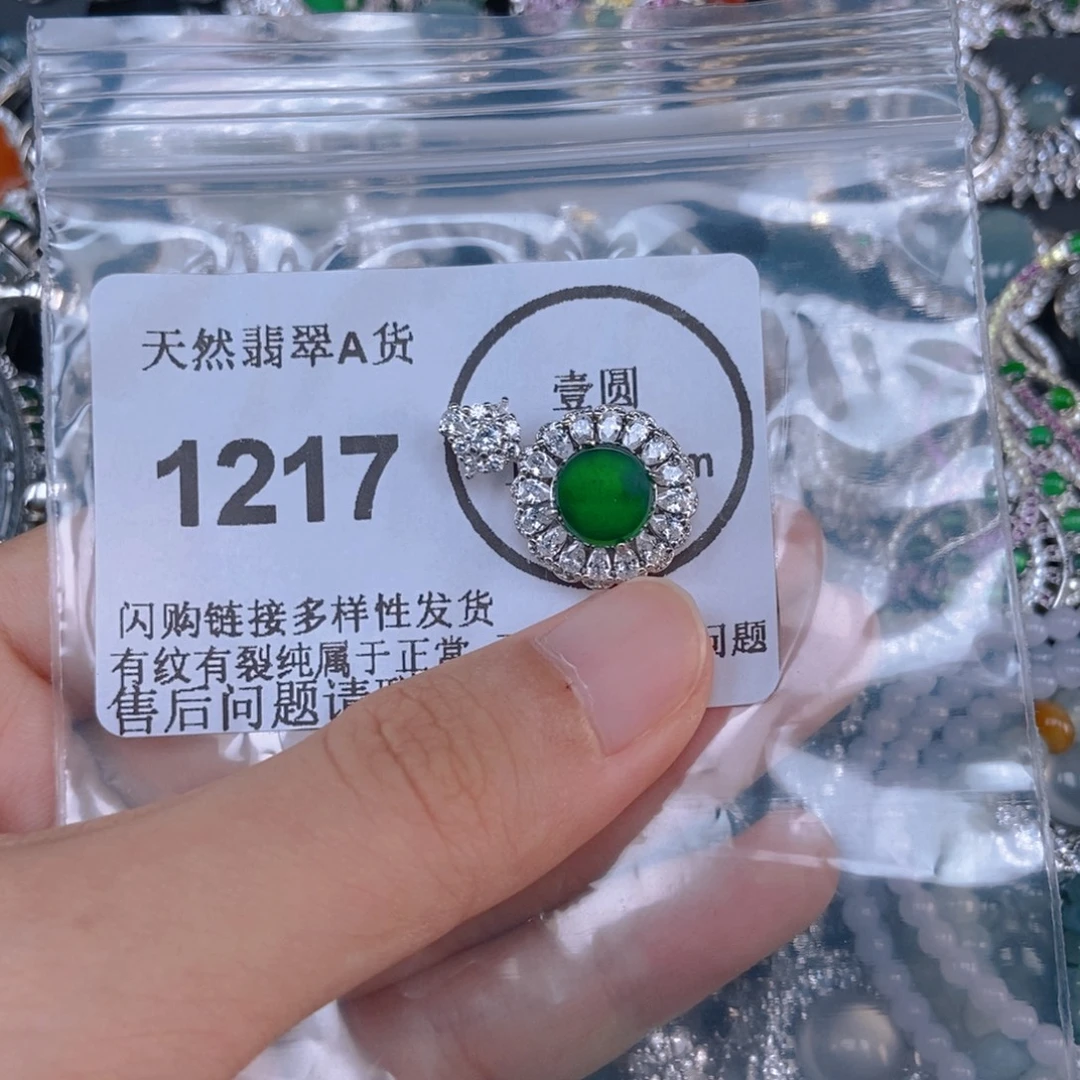 天然翡翠A货
壹圆
1217
m
闪购链接多样性发货
有纹有裂纯属于正常 问题
售后问题请